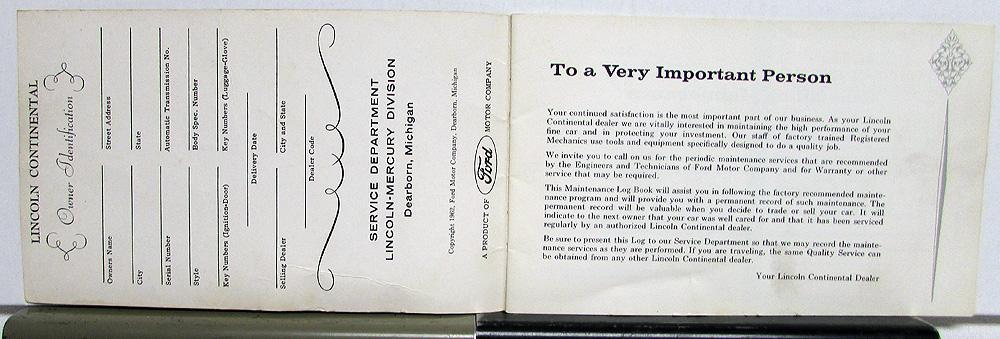 LINCOLN CONTINENTAL
Owner Identification
Owners Name
Street Address
City
State
Serial Number
Automatic Transmission No.
Style
Body Spec. Number
Key Numbers (Ignition-Door)
Key Numbers (Luggage-Glove)
Delivery Date
Selling Dealer
City and State
Dealer Code
SERVICE DEPARTMENT
LINCOLN-MERCURY DIVISION
Dearborn, Michigan
Copyright 1962, Ford Motor Company, Dearborn, Michigan
A PRODUCT OF Ford MOTOR COMPANY
To a Very Important Person
Your continued satisfaction is the most important part of our business. As your Lincoln
Continental dealer we are vitally interested in maintaining the high performance of your
fine car and in protecting your investment. Our staff of factory trained Registered
Mechanics use tools and equipment specifically designed to do a quality job.
We invite you to call on us for the periodic maintenance services that are recommended
by the Engineers and Technicians of Ford Motor Company and for Warranty or other
service that may be required.
This Maintenance Log Book will assist you in following the factory recommended mainte-
nance program and will provide you with a permanent record of such maintenance. The
permanent record will be valuable when you decide to trade or sell your car. It will
indicate to the next owner that your car was well cared for and that it has been serviced
regularly by an authorized Lincoln Continental dealer.
Be sure to present this Log to our Service Department so that we may record the mainte-
nance services as they are performed. If you are traveling, the same Quality Service can
be obtained from any other Lincoln Continental dealer.
Your Lincoln Continental Dealer